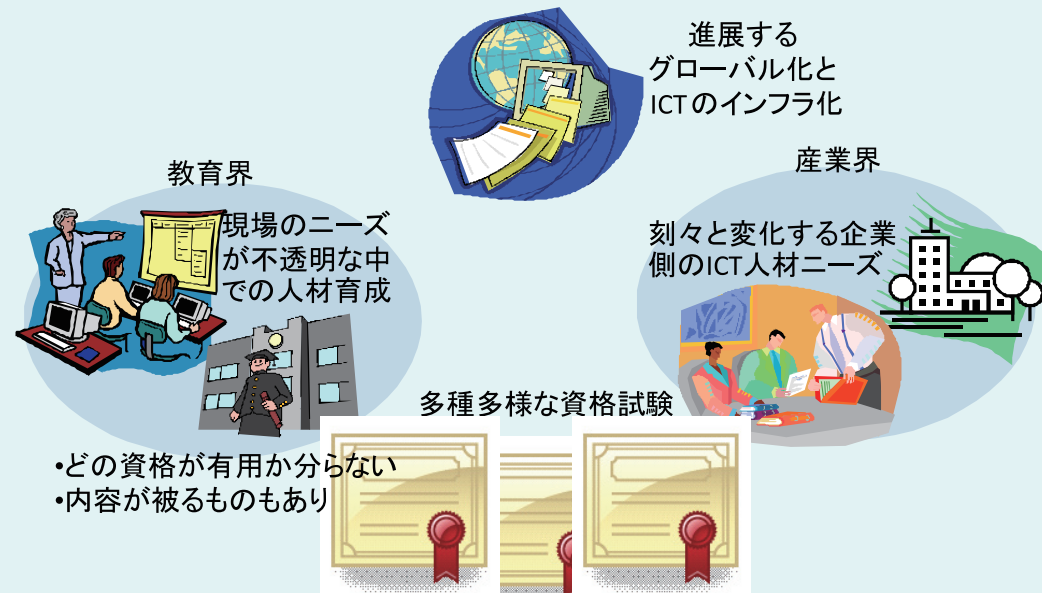 進展する
グローバル化と
ICTのインフラ化
教育界
現場のニーズ
が不透明な中
での人材育成
産業界
刻々と変化する企業
側のICT人材ニーズ
多種多様な資格試験
•どの資格が有用か分らない
•内容が被るものもあり